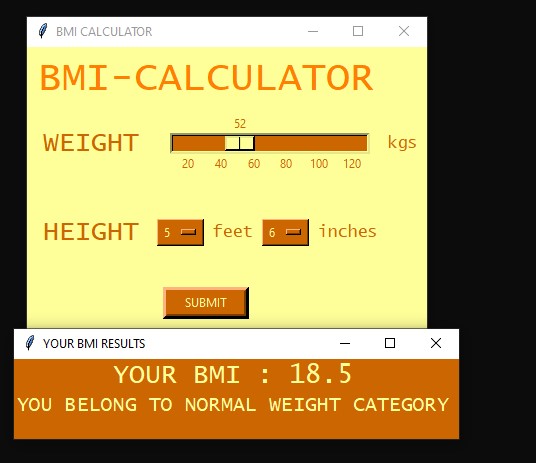 BMI CALCULATOR
BMI-CALCULATOR
52
WEIGHT kgs
20 40 60 80 100 120
HEIGHT 5 feet 6 inches
SUBMIT
YOUR BMI RESULTS
YOUR BMI : 18.5
YOU BELONG TO NORMAL WEIGHT CATEGORY